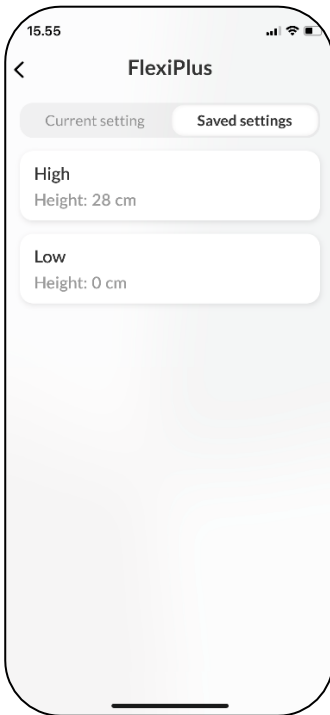 15.55
FlexiPlus
Current setting
Saved settings
High
Height: 28 cm
Low
Height: 0 cm